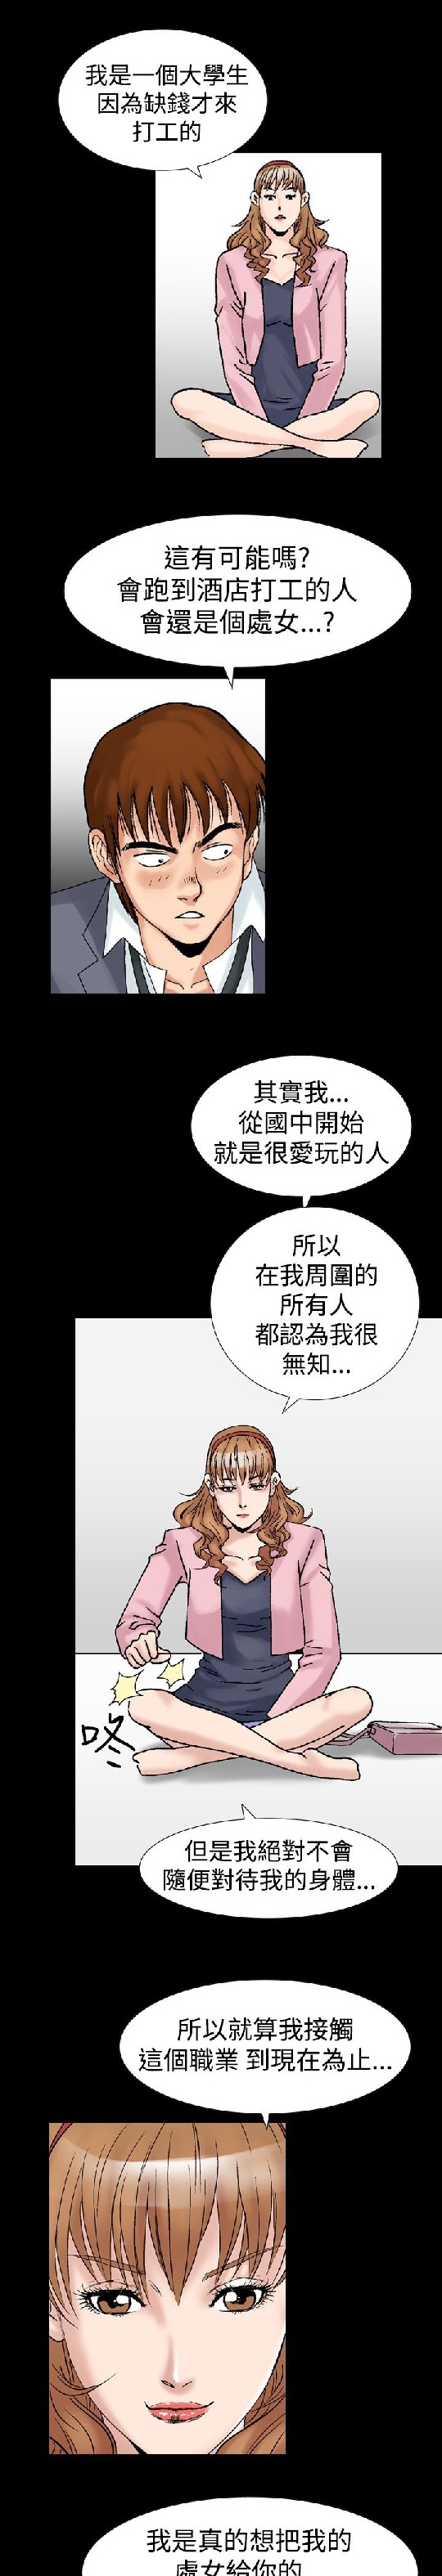 我是一個大學生
因為缺錢才來
打工的
這有可能嗎?
會跑到酒店打工的人
會還是個處女...?
其實我...
從國中開始
就是很愛玩的人
所以
在我周圍的
所有人
都認為我很
無知...
咚
但是我絕對不會
隨便對待我的身體...
所以就算我接觸
這個職業 到現在為止...
我是真的想把我的
處女給你的